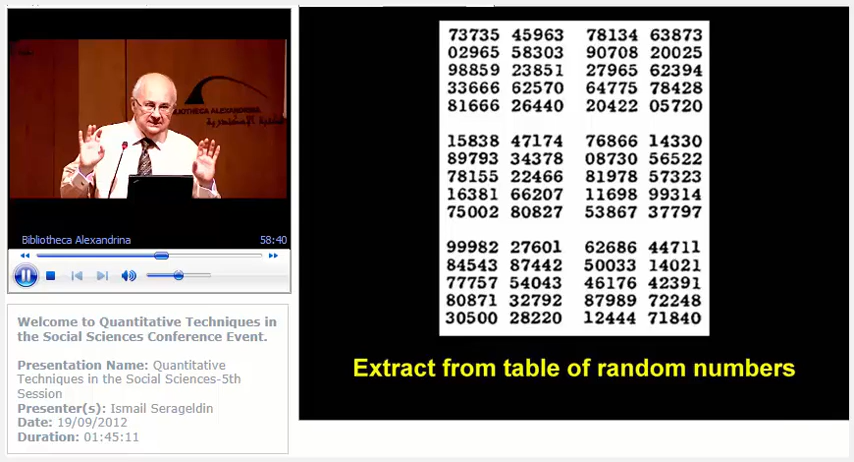 BIBLIOTHECA ALEXANDRINA
مكتبة الإسكندرية
Bibliotheca Alexandrina 58:40
Welcome to Quantitative Techniques in
the Social Sciences Conference Event.
Presentation Name: Quantitative
Techniques in the Social Sciences-5th
Session
Presenter(s): Ismail Serageldin
Date: 19/09/2012
Duration: 01:45:11
73735 45963 78134 63873
02965 58303 90708 20025
98859 23851 27965 62394
33666 62570 64775 78428
81666 26440 20422 05720
15838 47174 76866 14330
89793 34378 08730 56522
78155 22466 81978 57323
16381 66207 11698 99314
75002 80827 53867 37797
99982 27601 62686 44711
84543 87442 50033 14021
77757 54043 46176 42391
80871 32792 87989 72248
30500 28220 12444 71840
Extract from table of random numbers